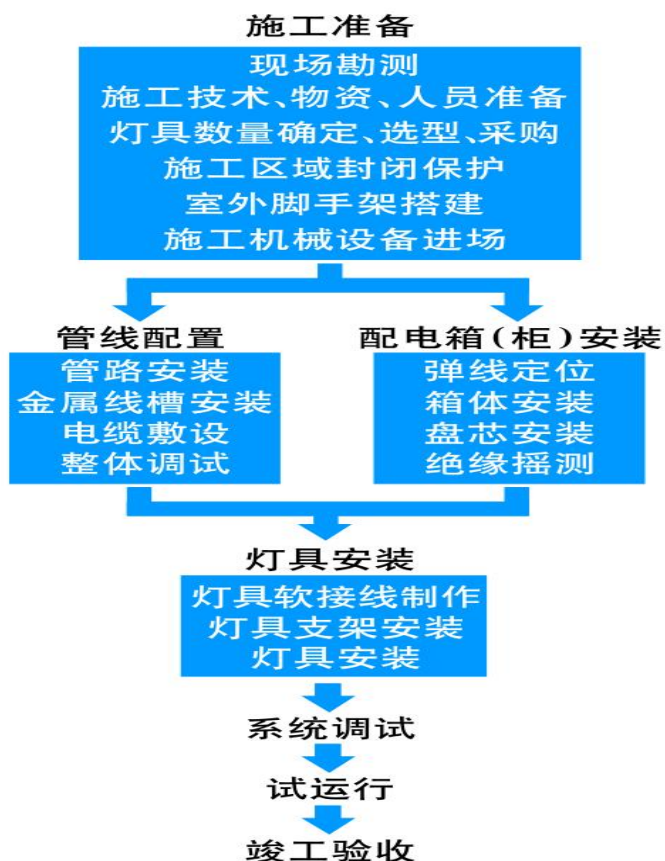 施工准备
现场勘测
施工技术、物资、人员准备
灯具数量确定、选型、采购
施工区域封闭保护
室外脚手架搭建
施工机械设备进场
管线配置
管路安装
金属线槽安装
电缆敷设
整体调试
配电箱(柜)安装
弹线定位
箱体安装
盘芯安装
绝缘摇测
灯具安装
灯具软接线制作
灯具支架安装
灯具安装
系统调试
试运行
竣工验收